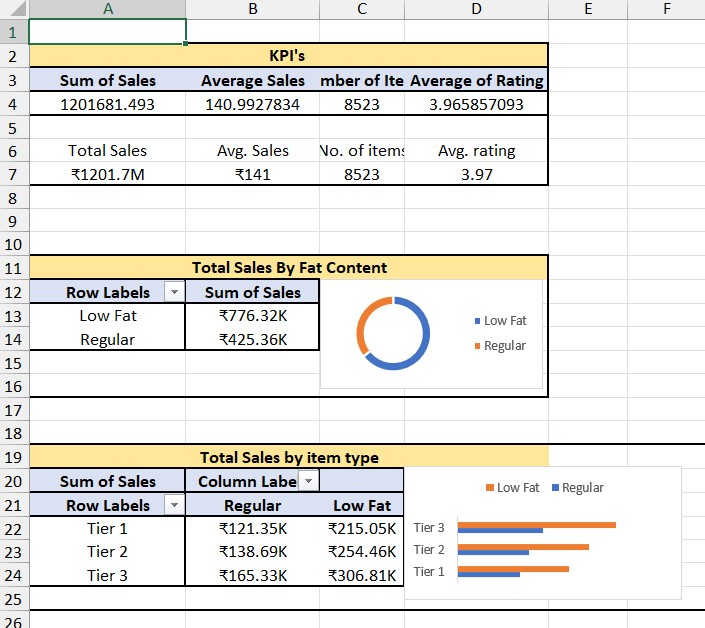 A B C D E F
1
2 KPI's
3 Sum of Sales Average Sales mber of Ite Average of Rating
4 1201681.493 140.9927834 8523 3.965857093
5
6 Total Sales Avg. Sales No. of items Avg. rating
7 ₹1201.7M ₹141 8523 3.97
8
9
10
11 Total Sales By Fat Content
12 Row Labels Sum of Sales
13 Low Fat ₹776.32K
14 Regular ₹425.36K
15
16
Low Fat
Regular
17
18
19 Total Sales by item type
20 Sum of Sales Column Labe
21 Row Labels Regular Low Fat
22 Tier 1 ₹121.35K ₹215.05K
23 Tier 2 ₹138.69K ₹254.46K
24 Tier 3 ₹165.33K ₹306.81K
25
26
Low Fat Regular
Tier 3
Tier 2
Tier 1